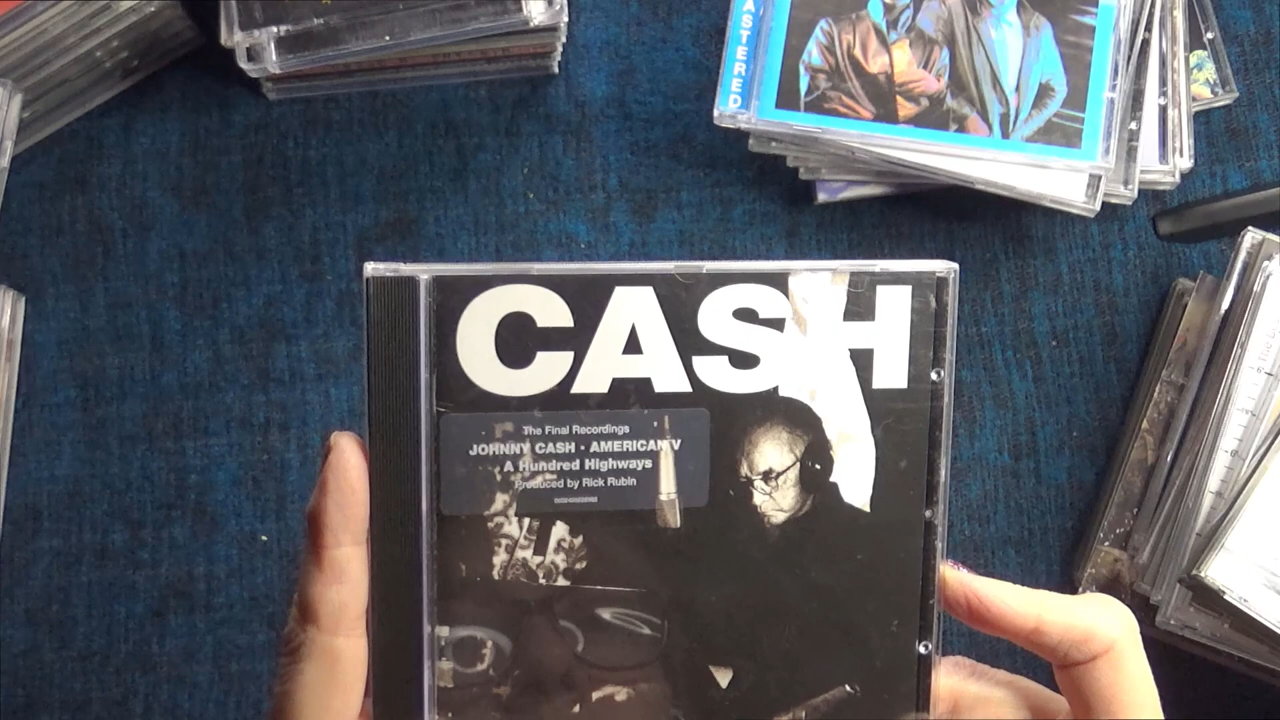 ASTERED
CASH
The Final Recordings
JOHNNY CASH • AMERICAN V
A Hundred Highways
Produced by Rick Rubin